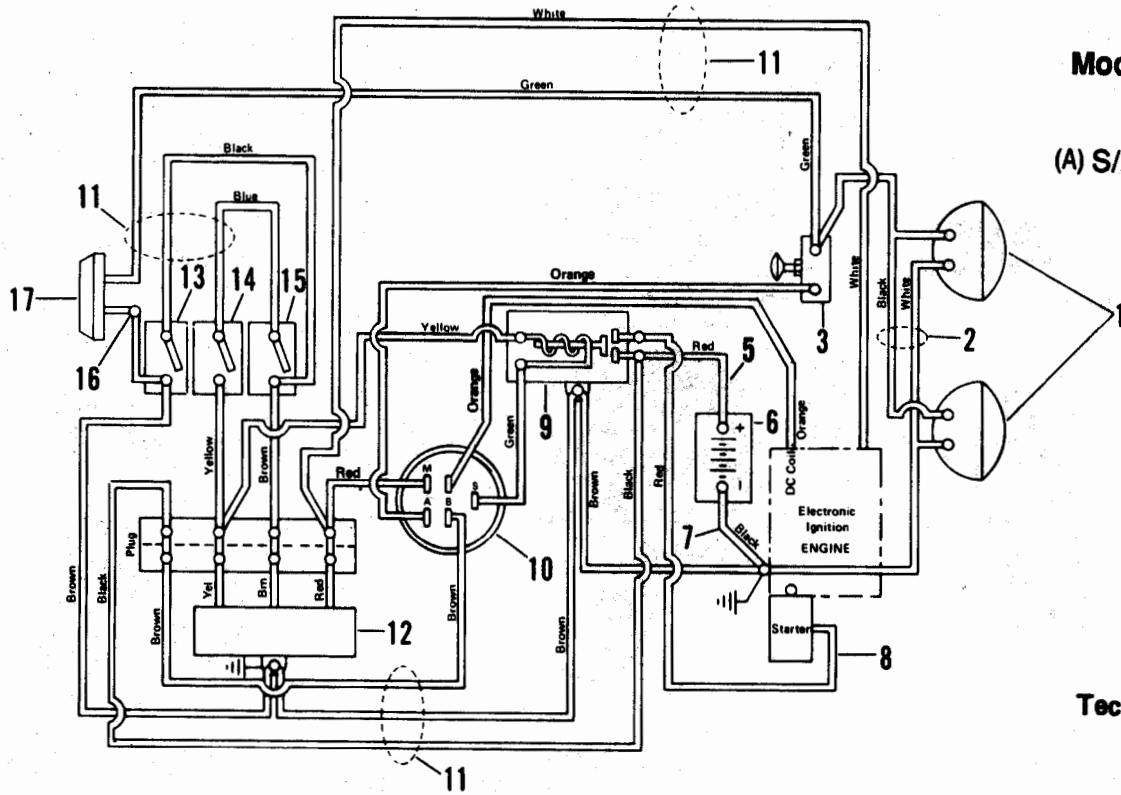 White
11
Mod
Green
Black
Green
(A) S/
11
Blue
13
14
15
Orange
White
Black
White
1
17
16
Yellow
Red
5
3
2
Orange
9
6
+
Orange
Yellow
Brown
Red
M
S
A
B
Green
Brown
Black
Red
-
DC Coil
Electronic
Ignition
ENGINE
Plug
10
7
Black
Brown
Black
Brown
Yel
Brn
Red
Brown
Brown
12
Starter
8
Tec
11